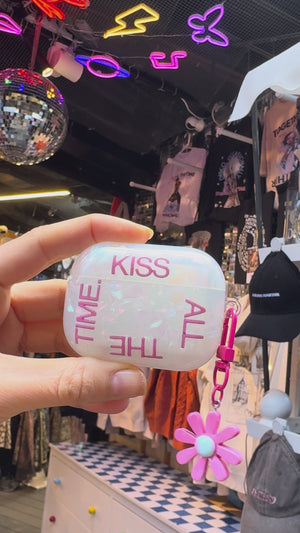 KISS
ALL
THE
TIME.